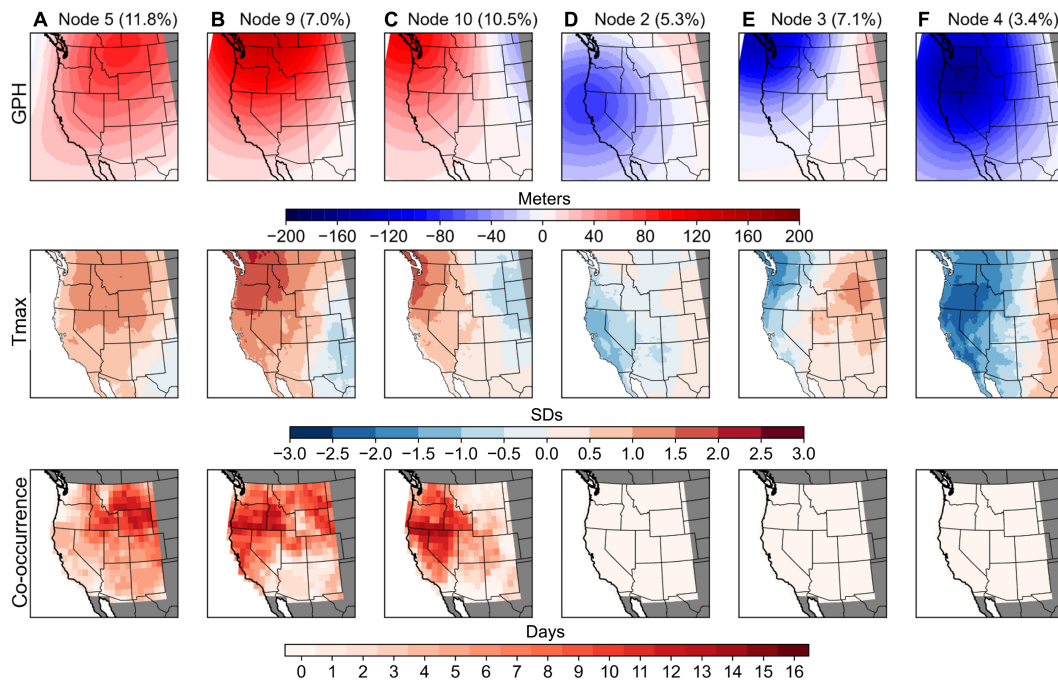 A Node 5 (11.8%) B Node 9 (7.0%) C Node 10 (10.5%) D Node 2 (5.3%) E Node 3 (7.1%) F Node 4 (3.4%)
GPH
Meters
−200 −160 −120 −80 −40 0 40 80 120 160 200
Tmax
SDs
−3.0 −2.5 −2.0 −1.5 −1.0 −0.5 0.0 0.5 1.0 1.5 2.0 2.5 3.0
Co-occurrence
Days
0 1 2 3 4 5 6 7 8 9 10 11 12 13 14 15 16